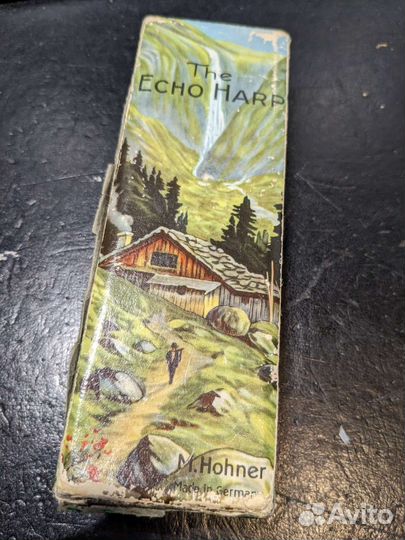 The
ECHO HARP
M. Hohner
Made in Germany
Avito